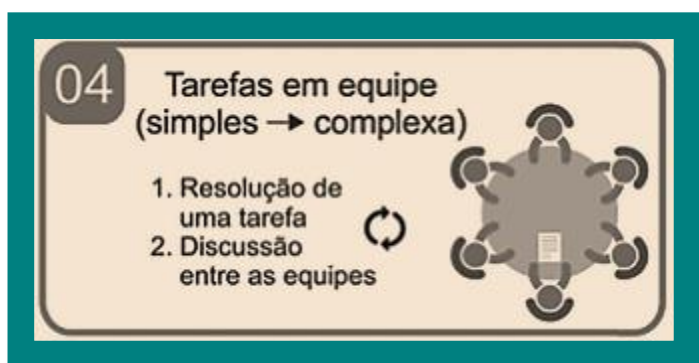 04
Tarefas em equipe
(simples → complexa)
1. Resolução de
uma tarefa
2. Discussão
entre as equipes